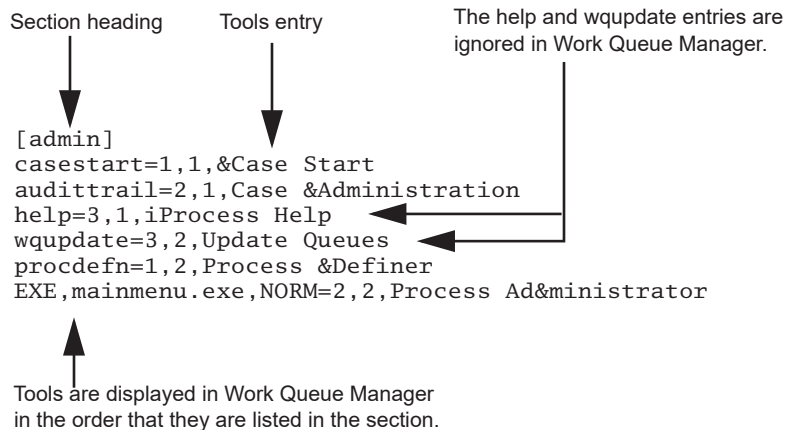 Section heading
Tools entry
The help and wqupdate entries are
ignored in Work Queue Manager.
[admin]
casestart=1,1,&Case Start
audittrail=2,1,Case &Administration
help=3,1,iProcess Help
wqupdate=3,2,Update Queues
procdefn=1,2,Process &Definer
EXE,mainmenu.exe,NORM=2,2,Process Ad&ministrator
Tools are displayed in Work Queue Manager
in the order that they are listed in the section.